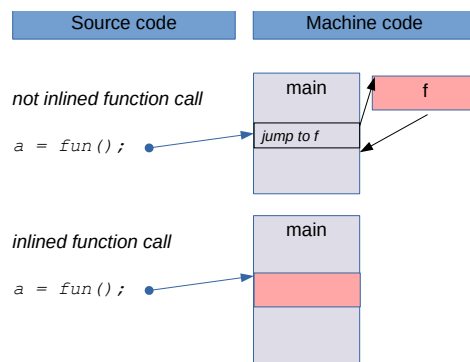 Source code
Machine code
not inlined function call
a = fun();
main
jump to f
f
inlined function call
a = fun();
main